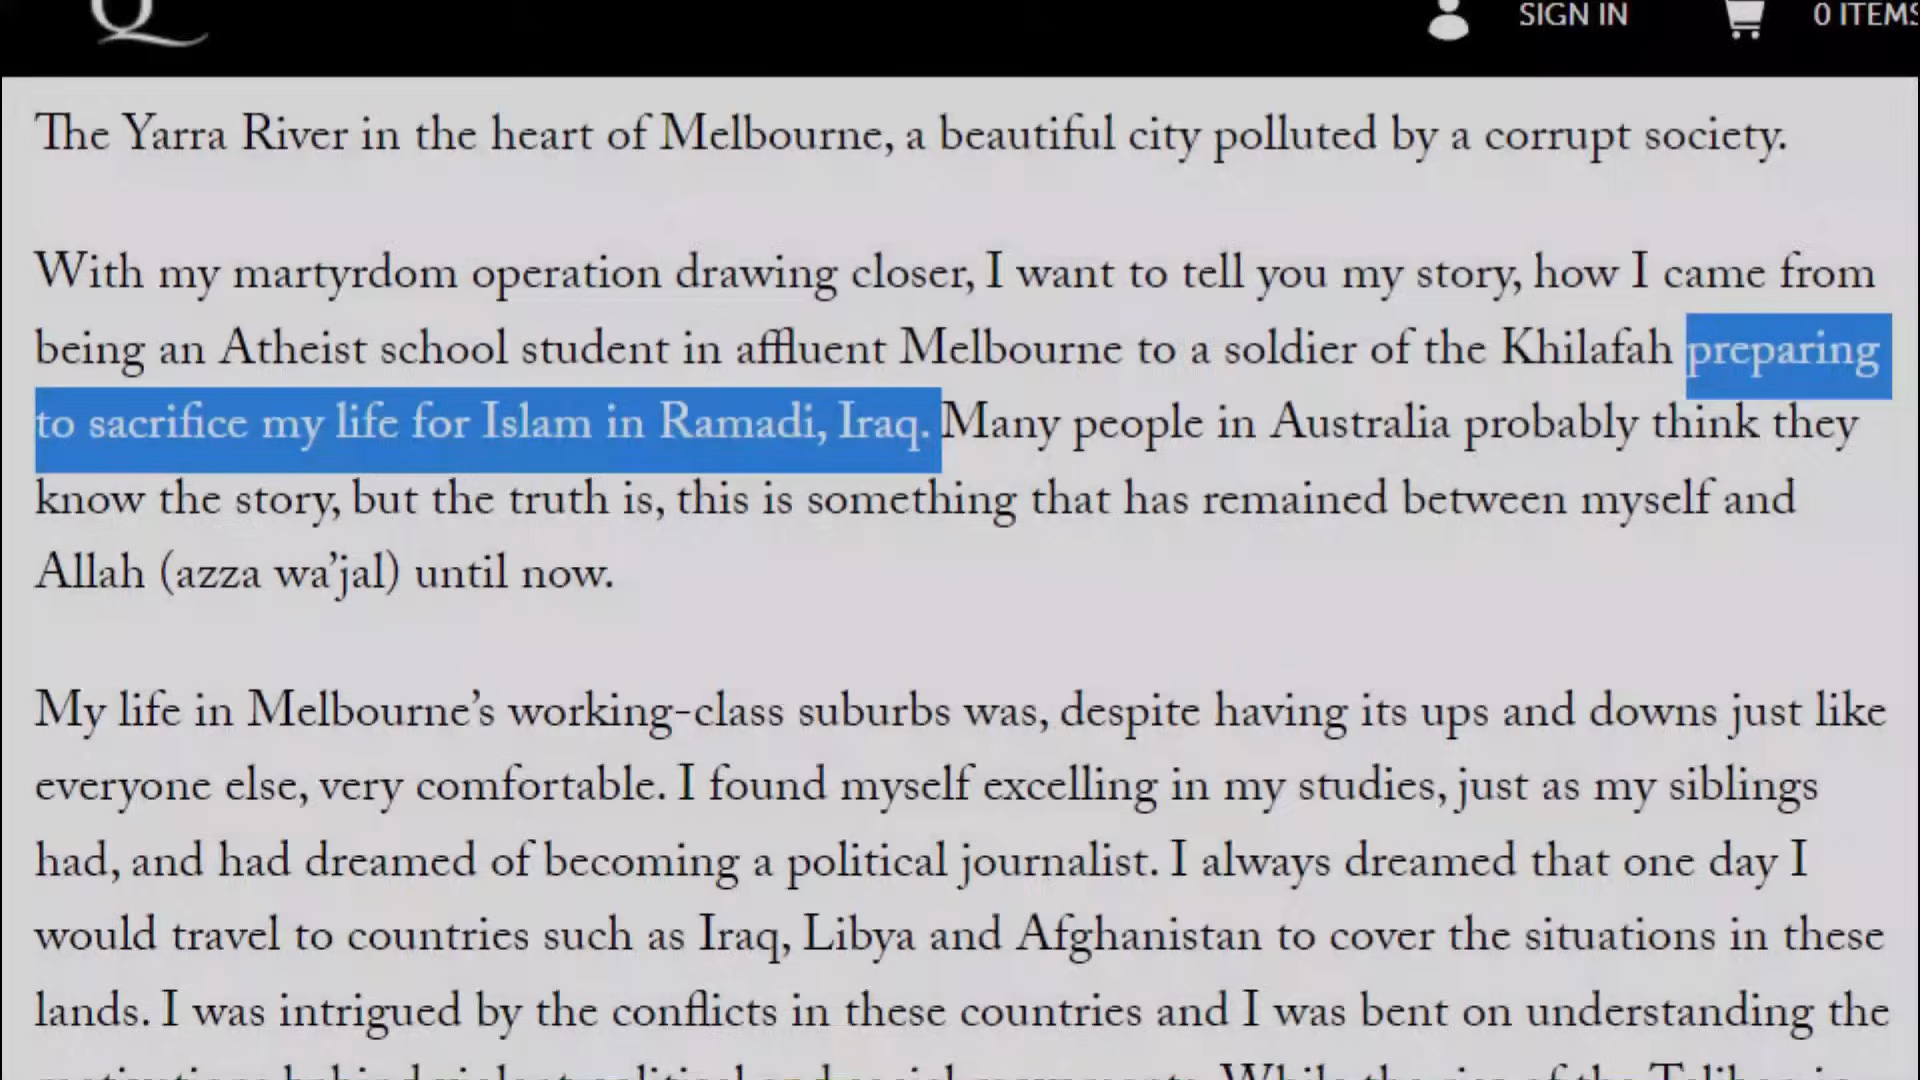 Q
SIGN IN
0 ITEMS
The Yarra River in the heart of Melbourne, a beautiful city polluted by a corrupt society.
With my martyrdom operation drawing closer, I want to tell you my story, how I came from
being an Atheist school student in affluent Melbourne to a soldier of the Khilafah preparing
to sacrifice my life for Islam in Ramadi, Iraq. Many people in Australia probably think they
know the story, but the truth is, this is something that has remained between myself and
Allah (azza wa’jal) until now.
My life in Melbourne’s working-class suburbs was, despite having its ups and downs just like
everyone else, very comfortable. I found myself excelling in my studies, just as my siblings
had, and had dreamed of becoming a political journalist. I always dreamed that one day I
would travel to countries such as Iraq, Libya and Afghanistan to cover the situations in these
lands. I was intrigued by the conflicts in these countries and I was bent on understanding the